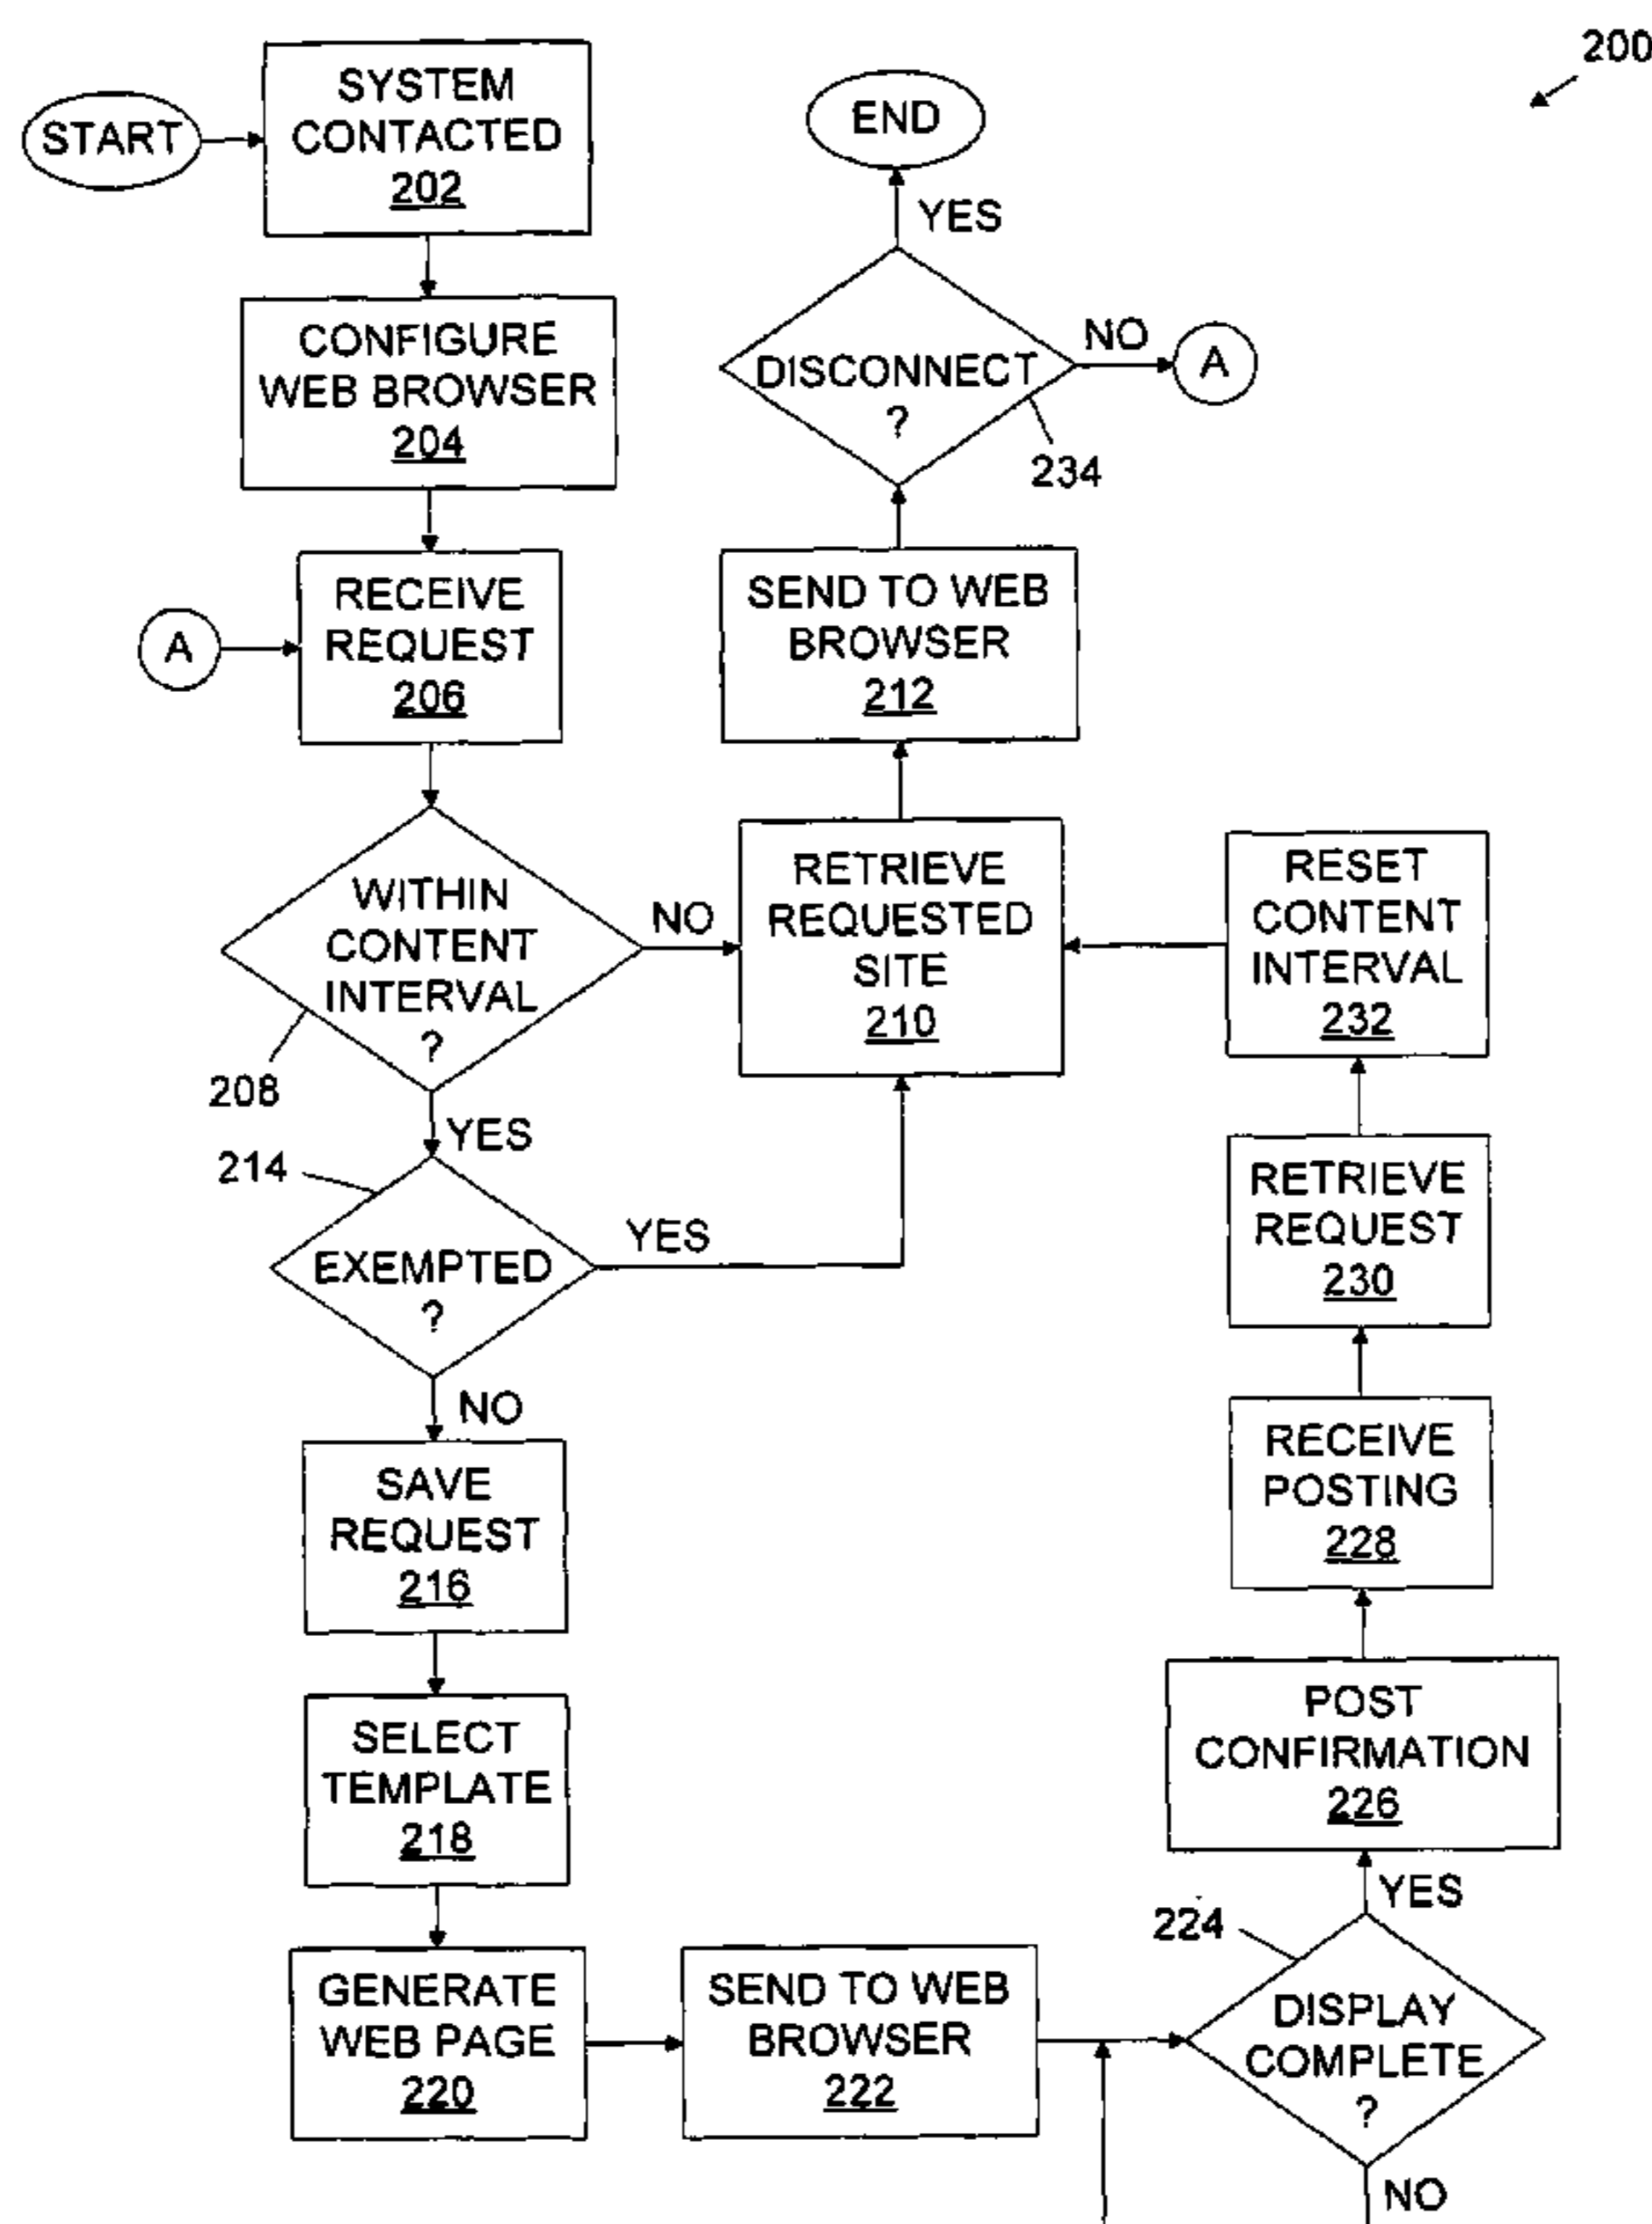 200
START
SYSTEM
CONTACTED
202
CONFIGURE
WEB BROWSER
204
A
RECEIVE
REQUEST
206
WITHIN
CONTENT
INTERVAL
?
208
NO
YES
214
EXEMPTED
?
YES
NO
SAVE
REQUEST
216
SELECT
TEMPLATE
218
GENERATE
WEB PAGE
220
SEND TO WEB
BROWSER
222
224
DISPLAY
COMPLETE
?
NO
YES
POST
CONFIRMATION
226
RECEIVE
POSTING
228
RETRIEVE
REQUEST
230
RESET
CONTENT
INTERVAL
232
RETRIEVE
REQUESTED
SITE
210
SEND TO WEB
BROWSER
212
DISCONNECT
?
234
NO
A
YES
END